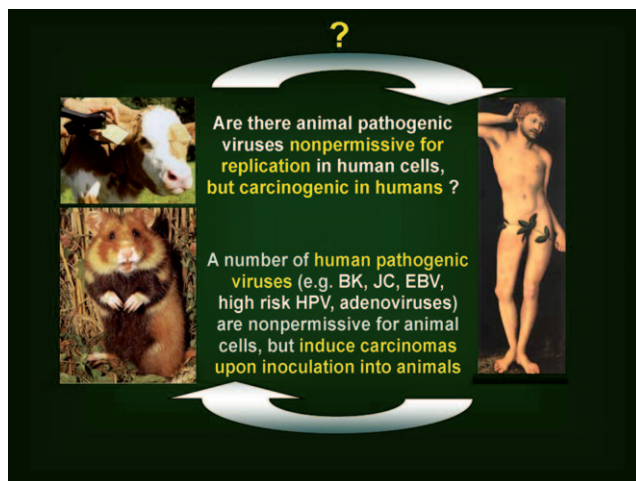 ?
Are there animal pathogenic
viruses nonpermissive for
replication in human cells,
but carcinogenic in humans ?
A number of human pathogenic
viruses (e.g. BK, JC, EBV,
high risk HPV, adenoviruses)
are nonpermissive for animal
cells, but induce carcinomas
upon inoculation into animals